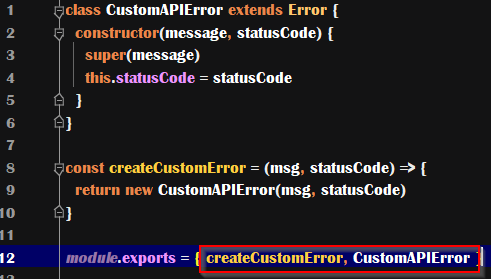 1 class CustomAPIError extends Error {
2 constructor(message, statusCode) {
3 super(message)
4 this.statusCode = statusCode
5 }
6 }
7
8 const createCustomError = (msg, statusCode) => {
9 return new CustomAPIError(msg, statusCode)
10 }
11
12 module.exports = { createCustomError, CustomAPIError }